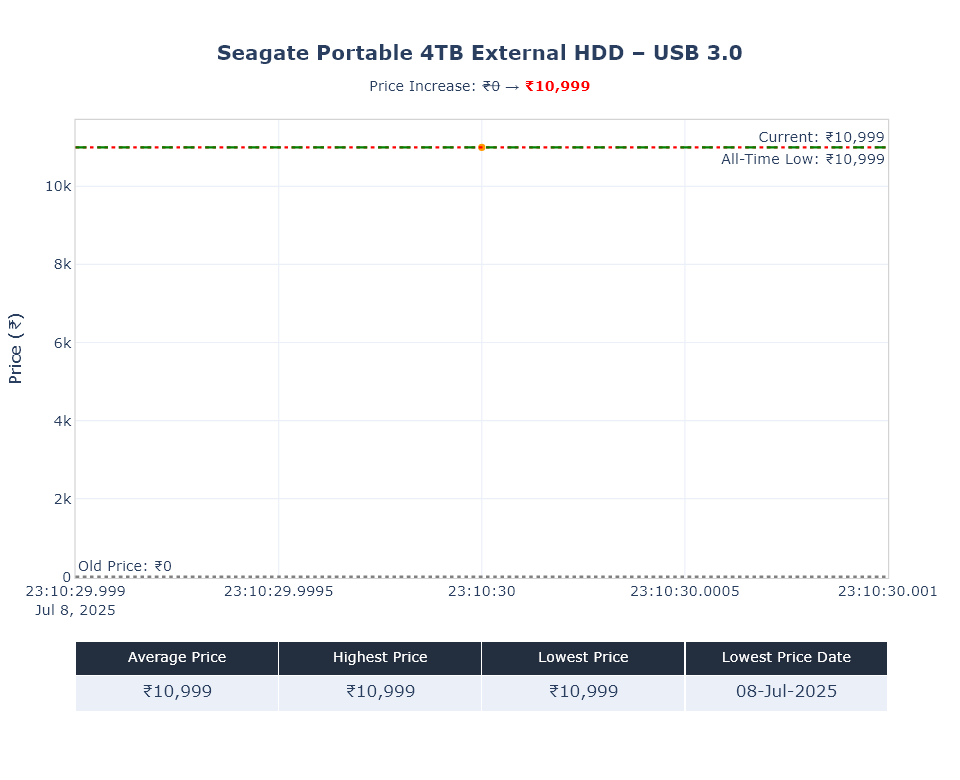 Seagate Portable 4TB External HDD – USB 3.0
Price Increase: ₹0 → ₹10,999
Current: ₹10,999
All-Time Low: ₹10,999
10k
8k
6k
4k
2k
0
Price (₹)
Old Price: ₹0
23:10:29.999 23:10:29.9995 23:10:30 23:10:30.0005 23:10:30.001
Jul 8, 2025
Average Price Highest Price Lowest Price Lowest Price Date
₹10,999 ₹10,999 ₹10,999 08-Jul-2025